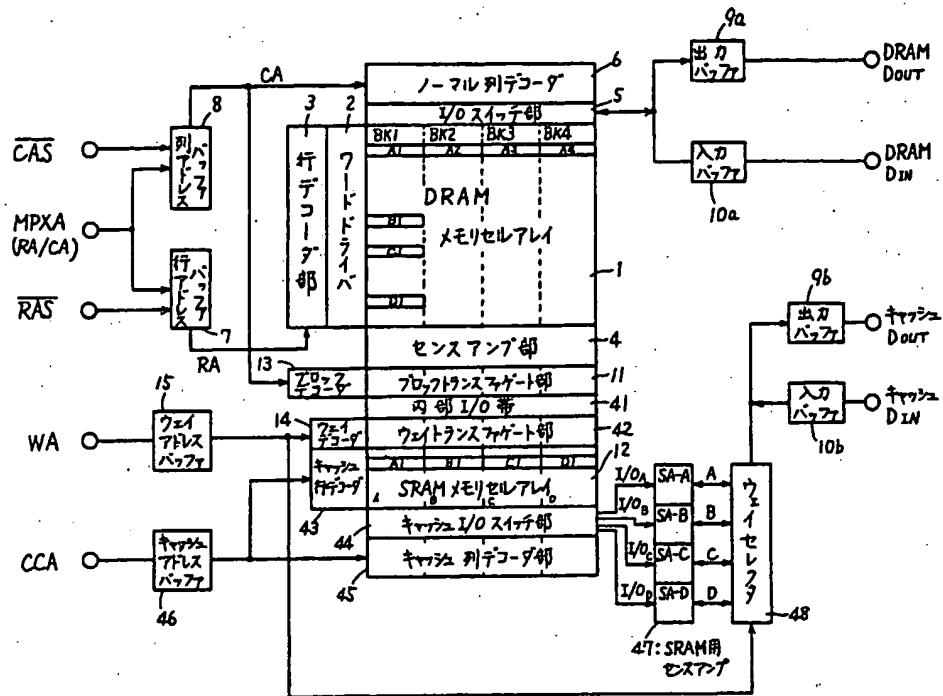 9a
6
出力
バッファ
DRAM
DOUT
CA
ノーマル列デコーダ
5
8
3
2
I/Oスイッチ部
CAS
列アドレス
バッファ
BK1
BK2
BK3
BK4
A1
A2
A3
A4
入力
バッファ
DRAM
DIN
10a
MPXA
(RA/CA)
行デコーダ部
ワードドライバ
DRAM
メモリセルアレイ
B1
C1
D1
1
RAS
行アドレス
バッファ
7
RA
9b
出力
バッファ
キャッシュ
DOUT
センスアンプ部
4
13
ブロック
デコーダ
ブロックトランスファゲート部
11
入力
バッファ
キャッシュ
DIN
10b
15
内部I/O帯
41
WA
ウェイ
アドレス
バッファ
14
ウェイ
デコーダ
ウェイトランスファゲート部
42
12
キャッシュ
行デコーダ
A1
B1
C1
D1
SRAMメモリセルアレイ
A
B
C
D
43
I/OA
SA-A
A
I/OB
SA-B
B
I/OC
SA-C
C
I/OD
SA-D
D
ウェイセレクタ
44
キャッシュI/Oスイッチ部
CCA
キャッシュ
アドレス
バッファ
キャッシュ列デコーダ部
45
46
48
47:SRAM用
センスアンプ